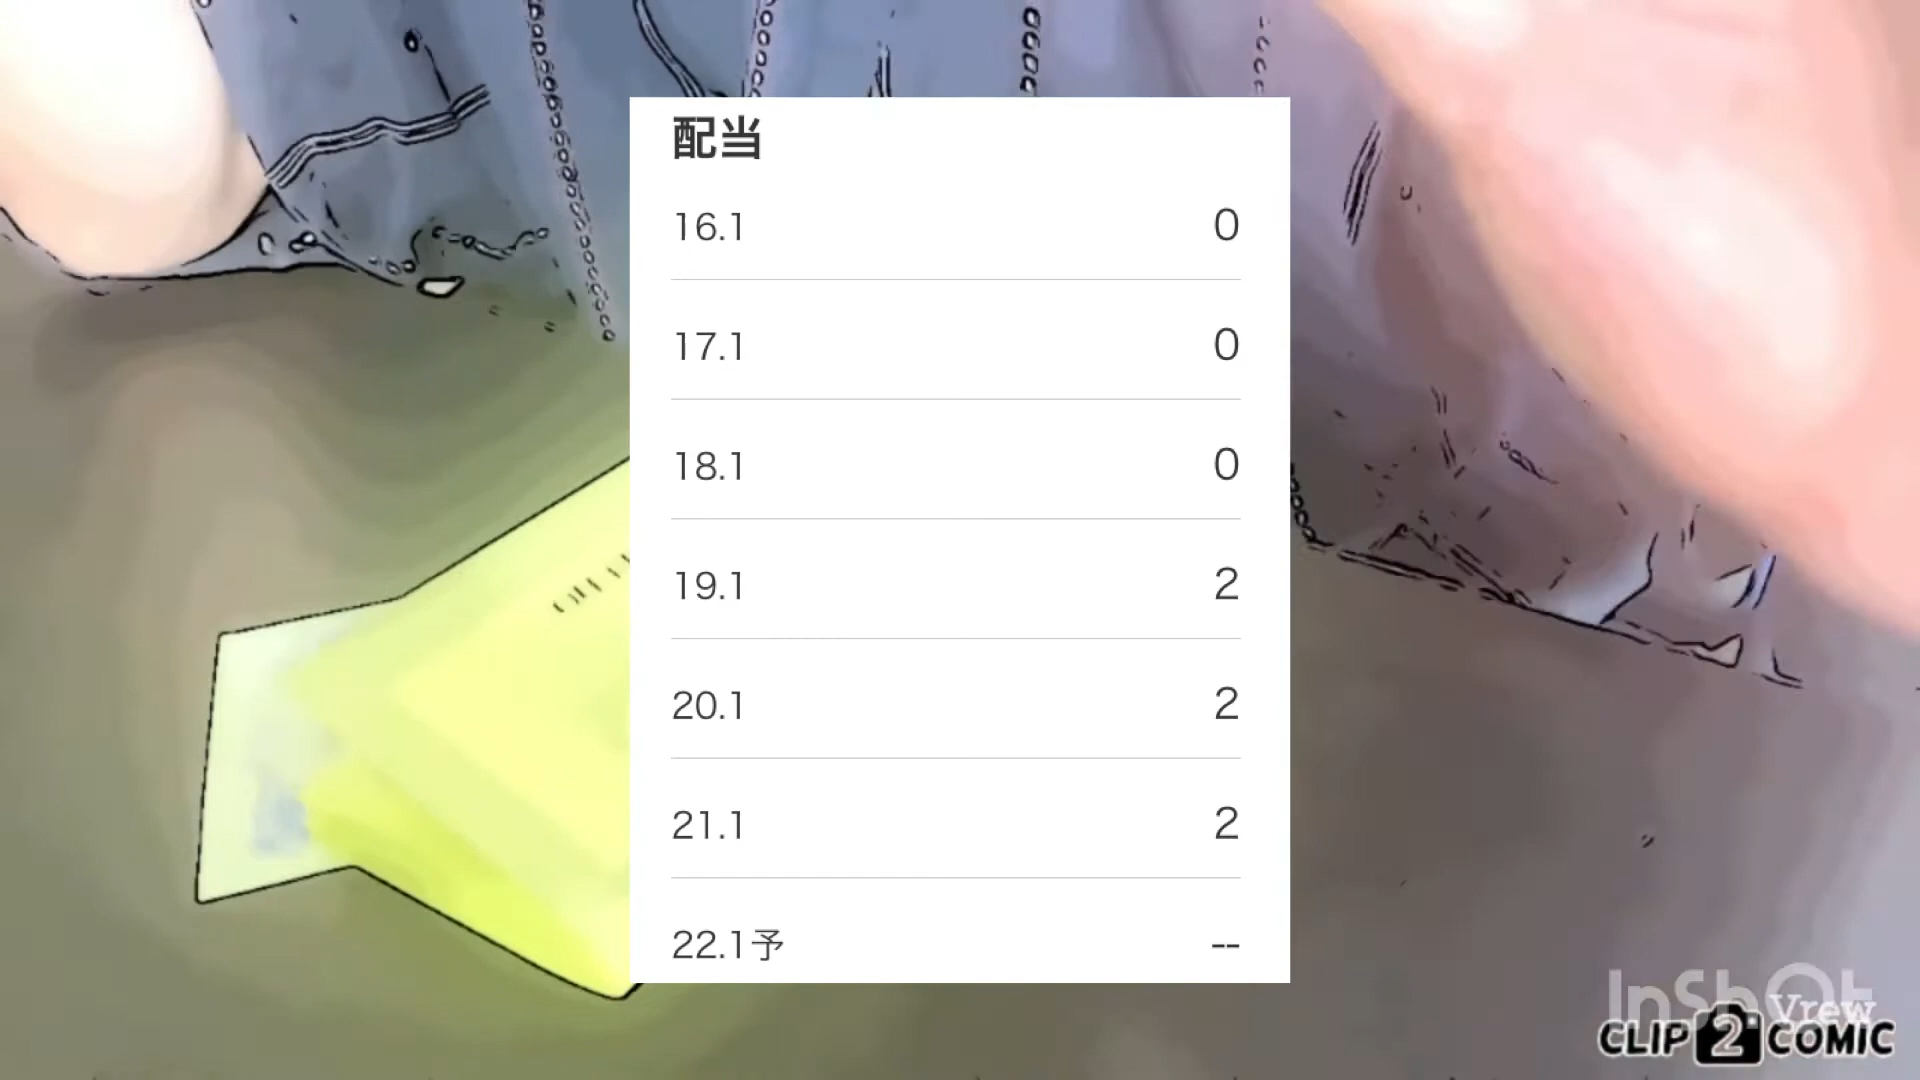 配当
16.1 0
17.1 0
18.1 0
19.1 2
20.1 2
21.1 2
22.1予 --
InShOt
Vrew
CLIP2COMIC